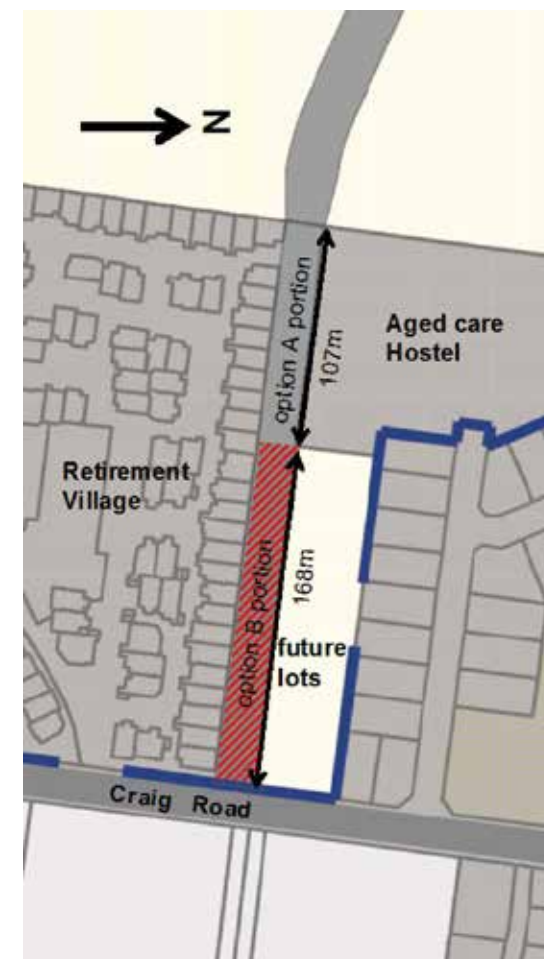 N
option A portion
107m
Aged care
Hostel
Retirement
Village
option B portion
168m
future
lots
Craig Road